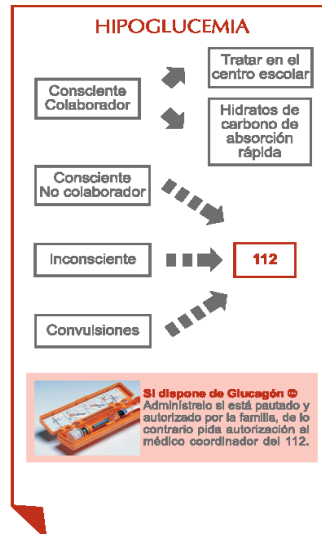 HIPOGLUCEMIA
Consciente
Colaborador
Tratar en el
centro escolar
Hidratos de
carbono de
absorción
rápida
Consciente
No colaborador
Inconsciente
112
Convulsiones
Si dispone de Glucagón ®
Adminístrelo si está pautado y
autorizado por la familia, de lo
contrario pida autorización al
médico coordinador del 112.